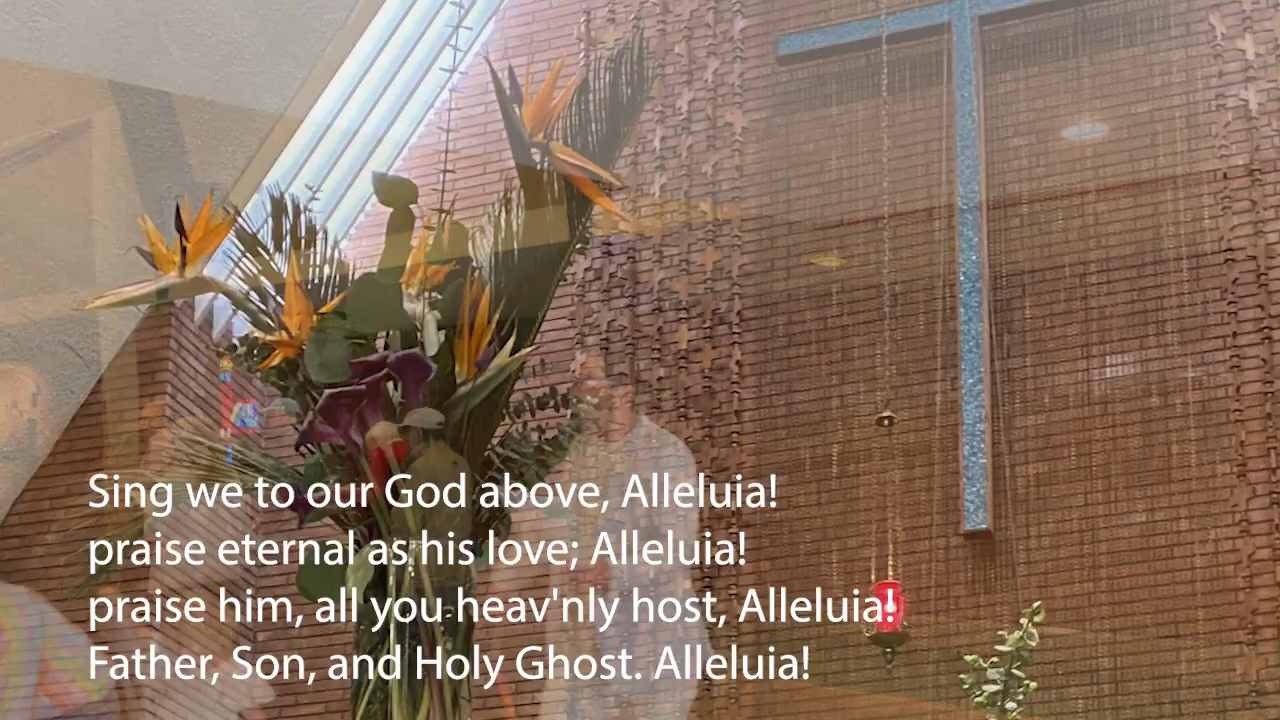 Sing we to our God above, Alleluia!
praise eternal as his love; Alleluia!
praise him, all you heav'nly host, Alleluia!
Father, Son, and Holy Ghost. Alleluia!